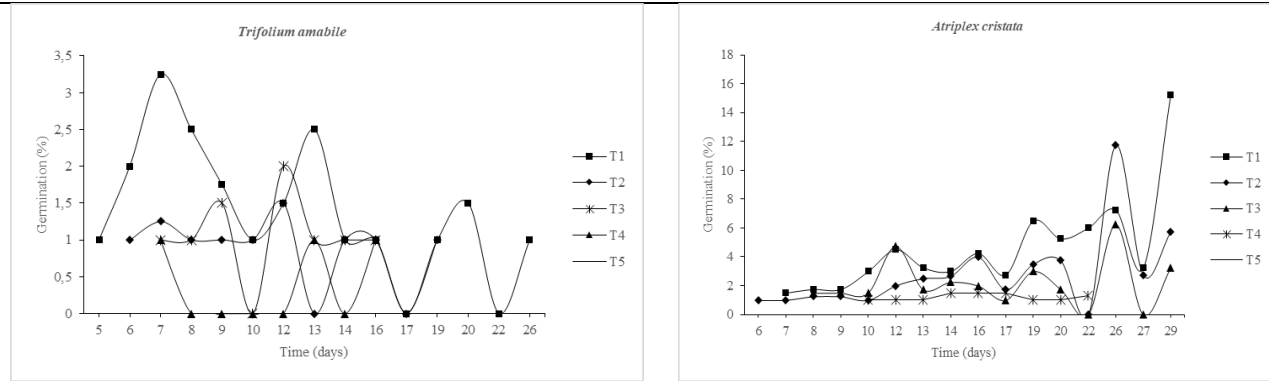 Trifolium amabile
3,5
3
2,5
2
1,5
1
0,5
0
Germination (%)
5 6 7 8 9 10 12 13 14 16 17 19 20 22 26
Time (days)
T1
T2
T3
T4
T5
Atriplex cristata
18
16
14
12
10
8
6
4
2
0
Germination (%)
6 7 8 9 10 12 13 14 16 17 19 20 22 26 27 29
Time (days)
T1
T2
T3
T4
T5